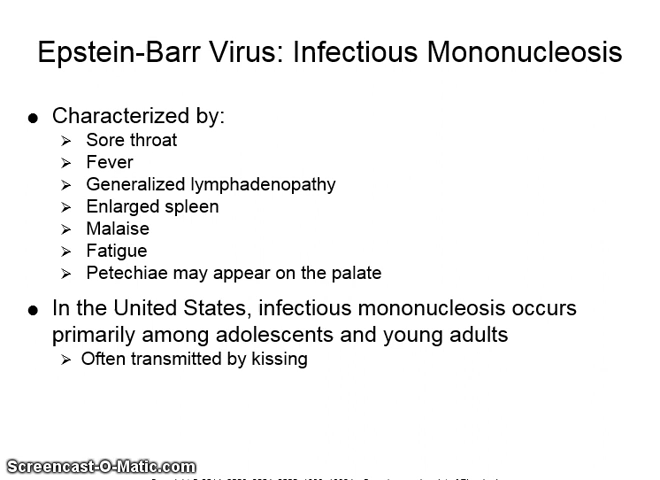 Epstein-Barr Virus: Infectious Mononucleosis
● Characterized by:
➢ Sore throat
➢ Fever
➢ Generalized lymphadenopathy
➢ Enlarged spleen
➢ Malaise
➢ Fatigue
➢ Petechiae may appear on the palate
● In the United States, infectious mononucleosis occurs
primarily among adolescents and young adults
➢ Often transmitted by kissing
Screencast-O-Matic.com